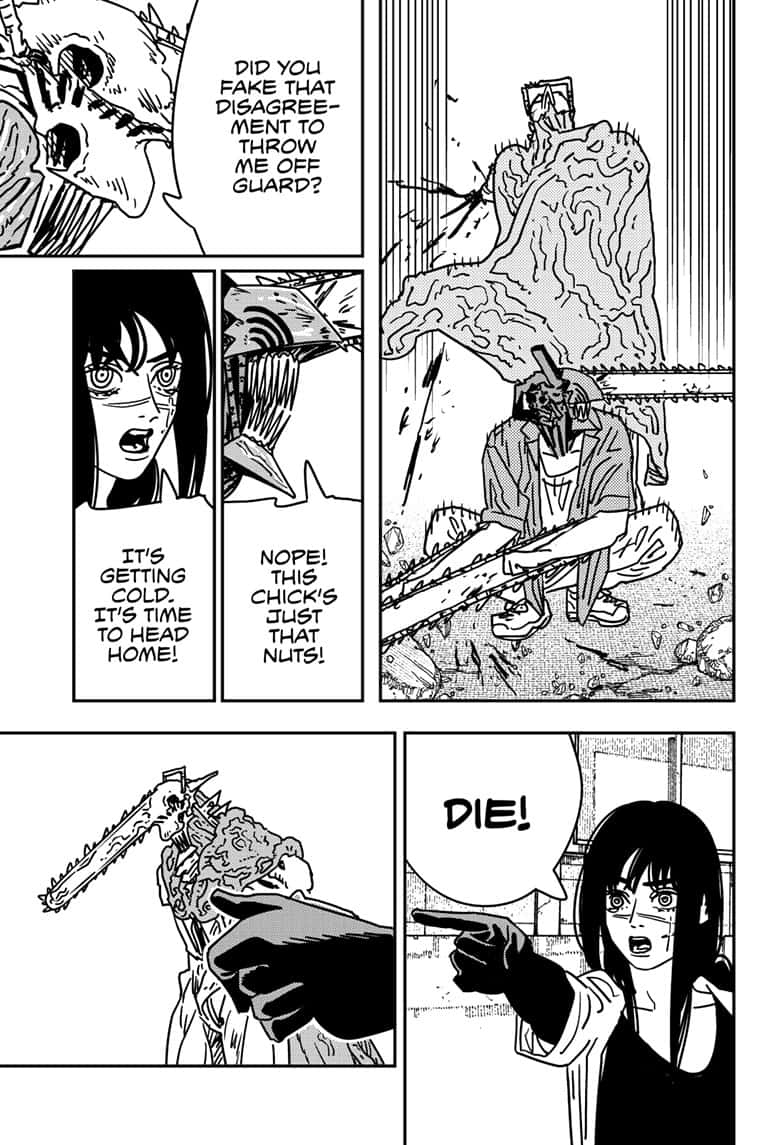 DID YOU
FAKE THAT
DISAGREE-
MENT TO
THROW
ME OFF
GUARD?
NOPE!
THIS
CHICK'S
JUST
THAT
NUTS!
IT'S
GETTING
COLD.
IT'S TIME
TO HEAD
HOME!
DIE!